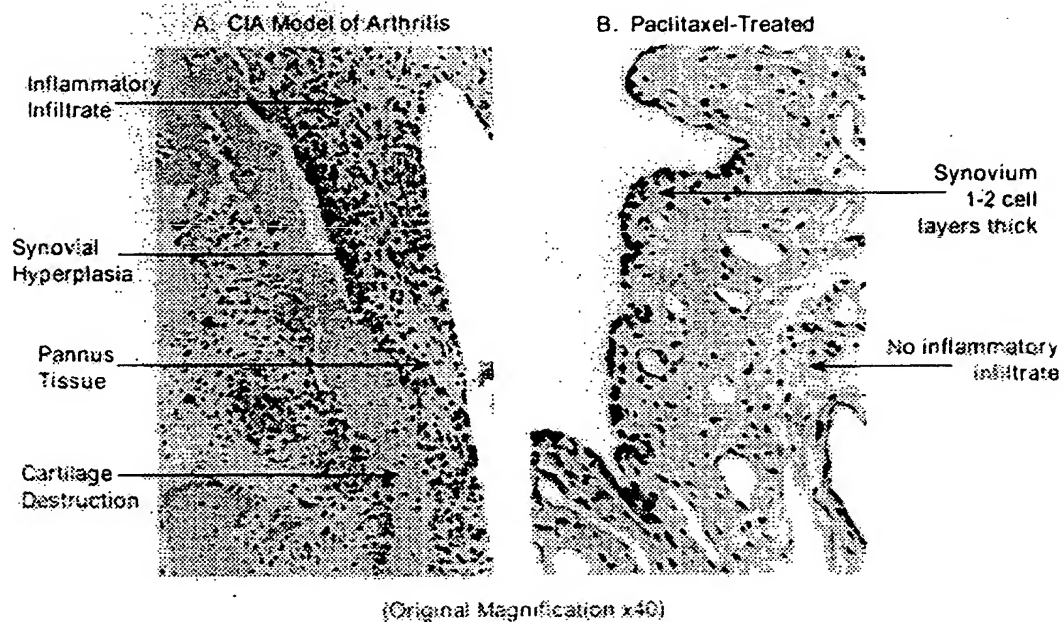 A. CIA Model of Arthritis
Inflammatory
Infiltrate
Synovial
Hyperplasia
Pannus
Tissue
Cartilage
Destruction
B. Paclitaxel-Treated
Synovium
1-2 cell
layers thick
No inflammatory
infiltrate
(Original Magnification x40)